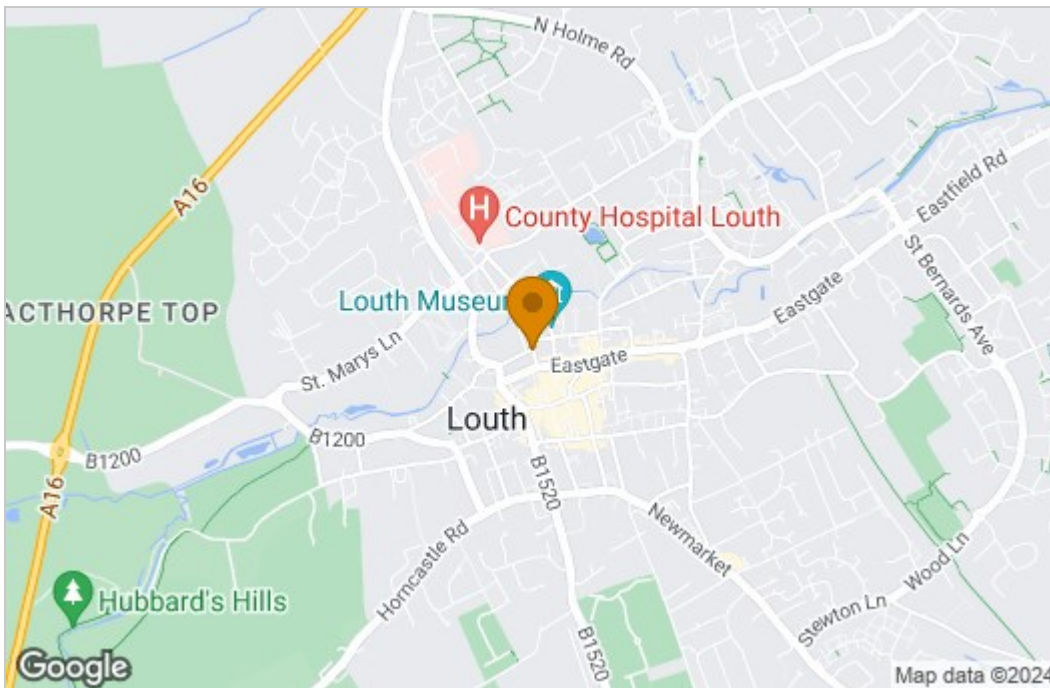 N Holme Rd
A16
County Hospital Louth
Eastfield Rd
St Bernards Ave
Louth Museum
ACTHORPE TOP
Eastgate
Eastgate
St. Marys Ln
Louth
B1200
B1200
A16
B1520
Horncastle Rd
Newmarket
Wood Ln
Hubbard's Hills
Stewton Ln
B1520
Google
Map data ©2024